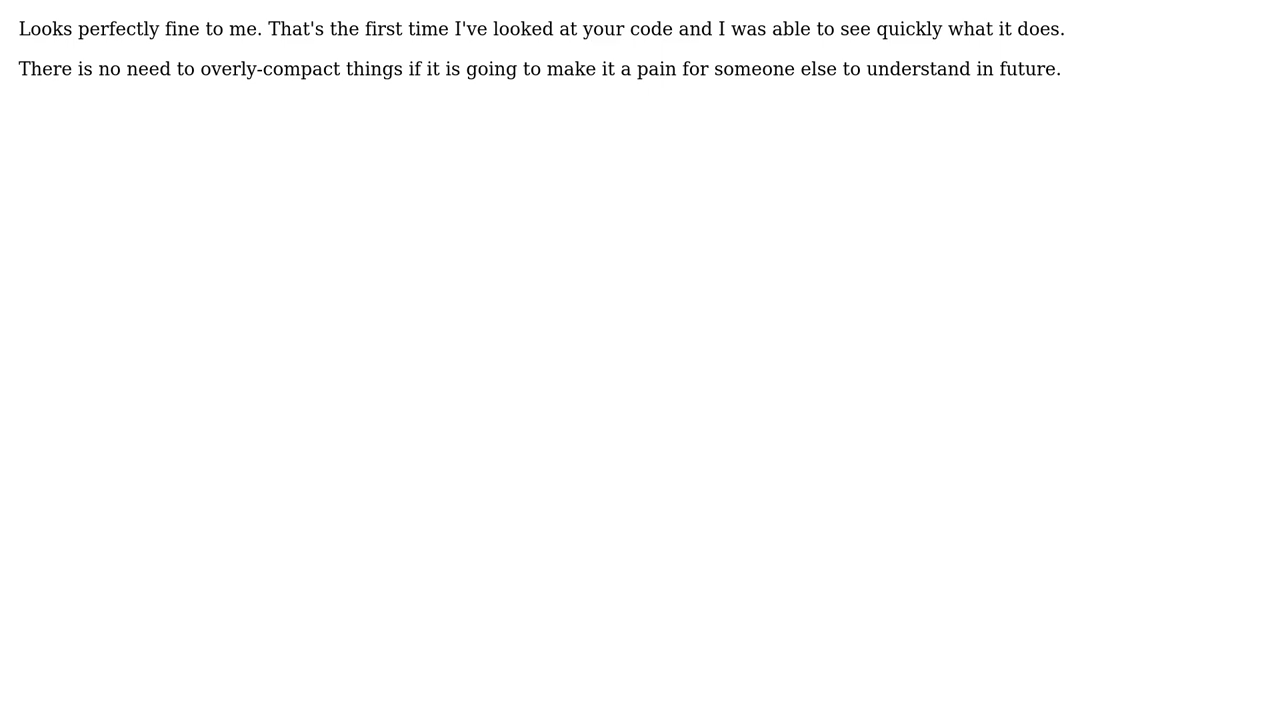 Looks perfectly fine to me. That's the first time I've looked at your code and I was able to see quickly what it does.
There is no need to overly-compact things if it is going to make it a pain for someone else to understand in future.